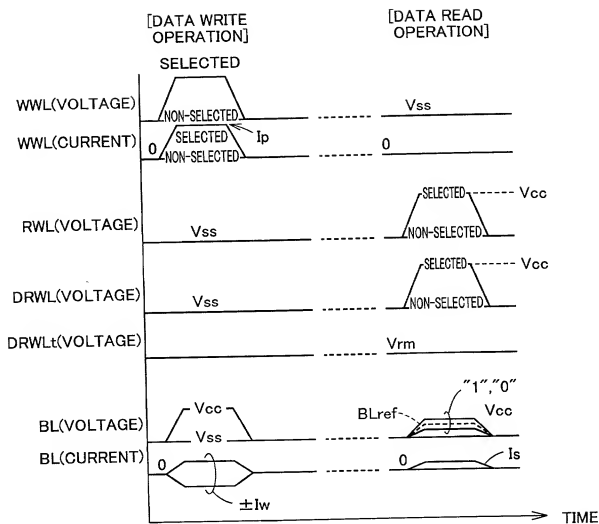 [DATA WRITE
OPERATION]
[DATA READ
OPERATION]
SELECTED
WWL(VOLTAGE)
NON-SELECTED
Vss
WWL(CURRENT)
0
SELECTED
NON-SELECTED
Ip
0
RWL(VOLTAGE)
Vss
SELECTED
Vcc
NON-SELECTED
DRWL(VOLTAGE)
Vss
SELECTED
Vcc
NON-SELECTED
DRWLt(VOLTAGE)
Vrm
BL(VOLTAGE)
Vcc
Vss
BLref
"1","0"
Vcc
BL(CURRENT)
0
±Iw
0
Is
TIME